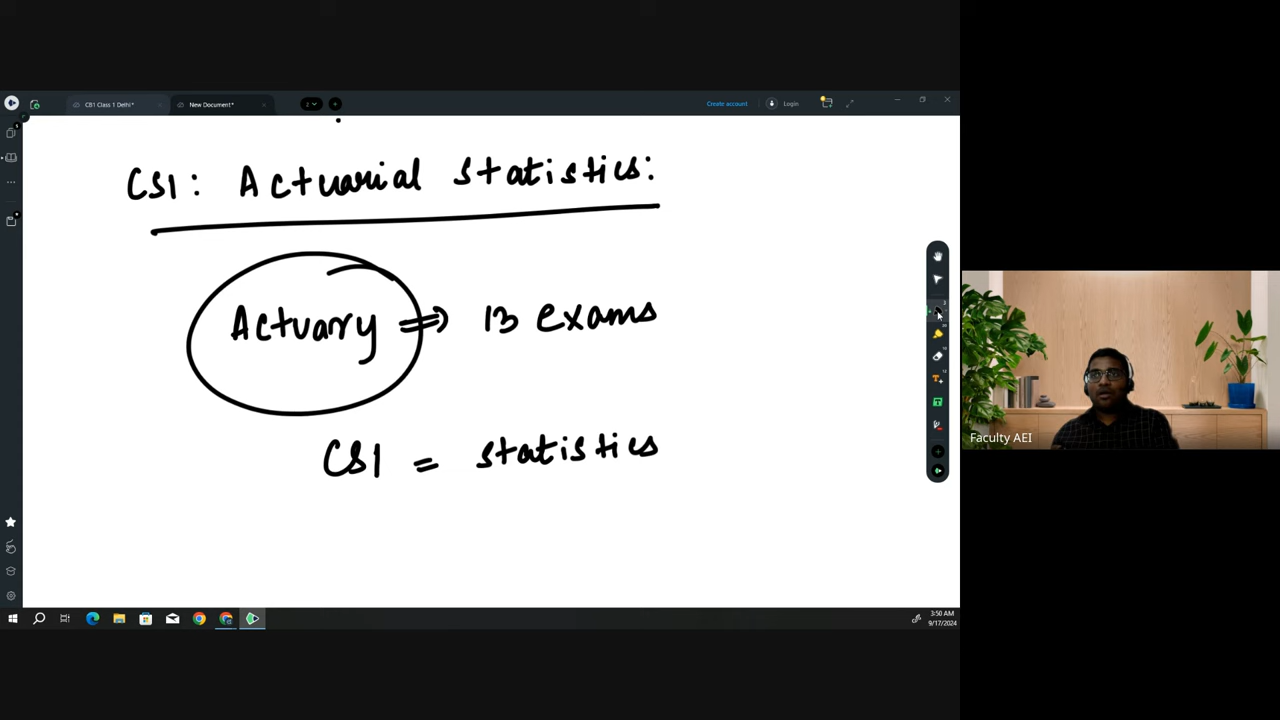 CB1 Class 1 Delhi*
New Document*
2
Create account
Login
CS1: Actuarial Statistics:
Actuary ⇒ 13 exams
CS1 = statistics
Faculty AEI
3:50 AM
9/17/2024